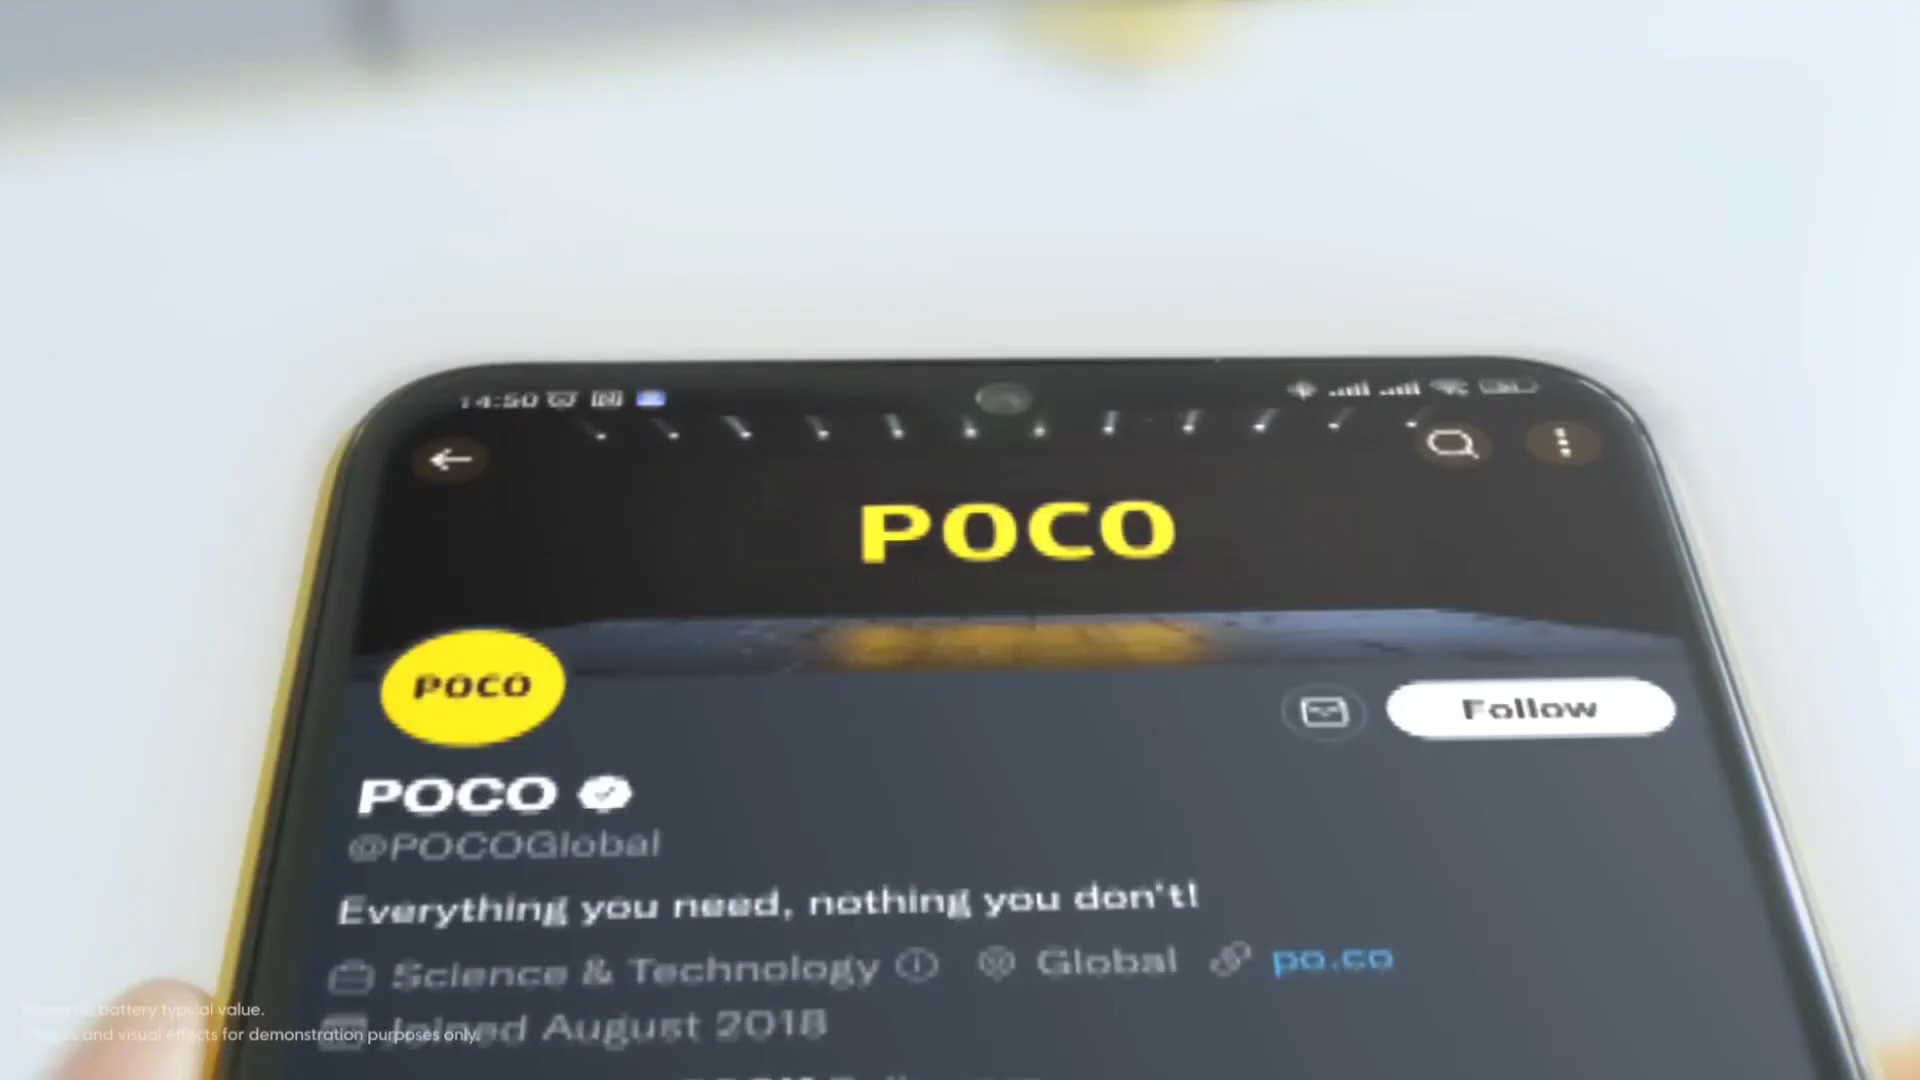 14:50
POCO
POCO
Follow
POCO
@POCOGlobal
Everything you need, nothing you don't!
Science & Technology Global po.co
Joined August 2018
battery typical value.
and visual effects for demonstration purposes only.